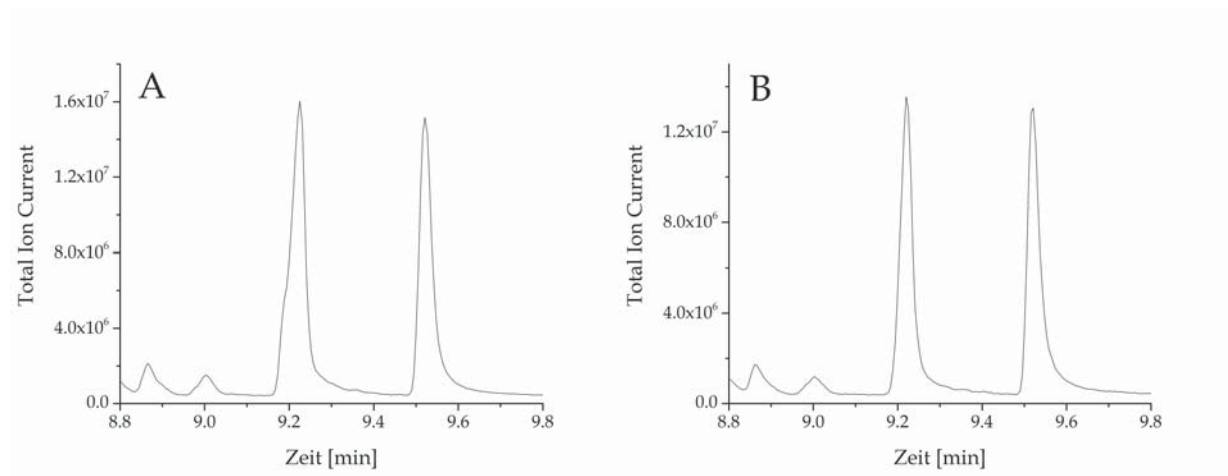 A
Total Ion Current
1.6x10⁷
1.2x10⁷
8.0x10⁶
4.0x10⁶
0.0
8.8 9.0 9.2 9.4 9.6 9.8
Zeit [min]
B
Total Ion Current
1.2x10⁷
8.0x10⁶
4.0x10⁶
0.0
8.8 9.0 9.2 9.4 9.6 9.8
Zeit [min]